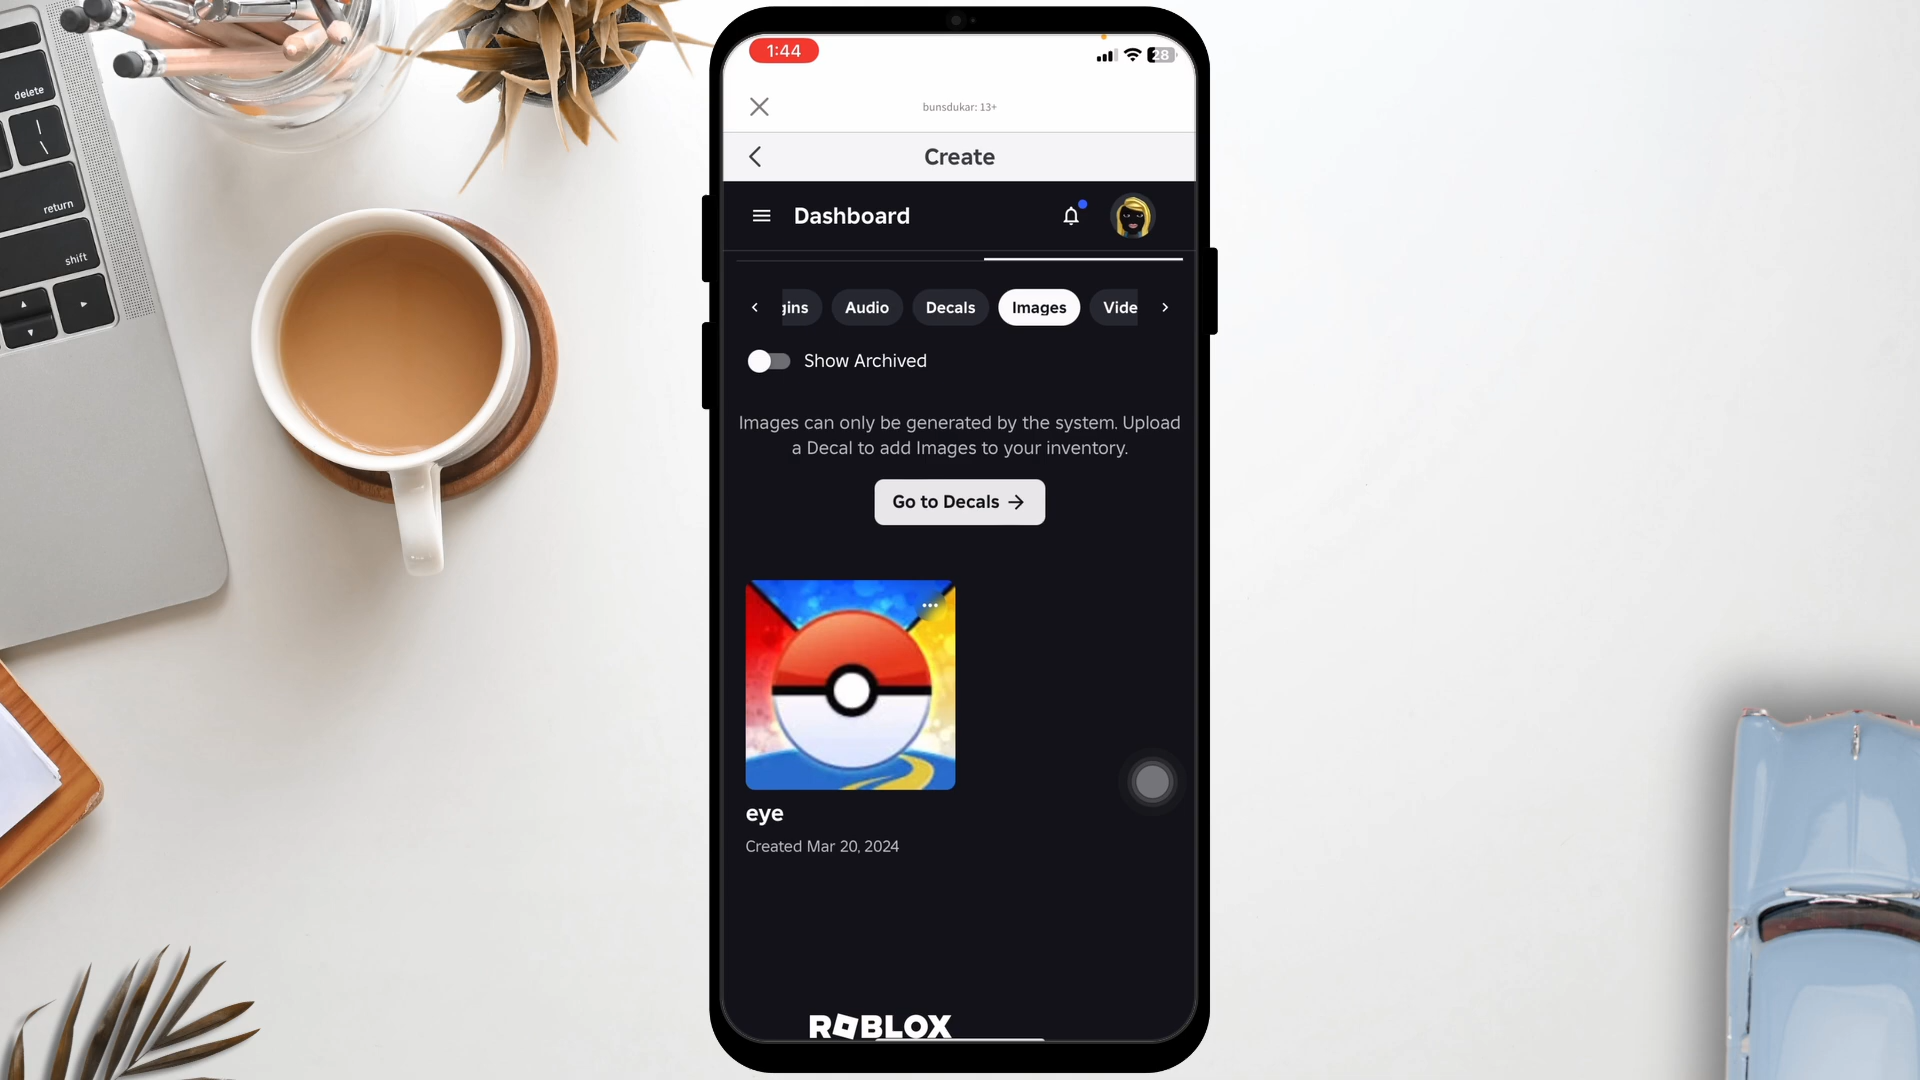 delete
|
\
return
shift
1:44
28
bunsdukar: 13+
Create
Dashboard
gins
Audio
Decals
Images
Vide
Show Archived
Images can only be generated by the system. Upload
a Decal to add Images to your inventory.
Go to Decals →
eye
Created Mar 20, 2024
ROBLOX